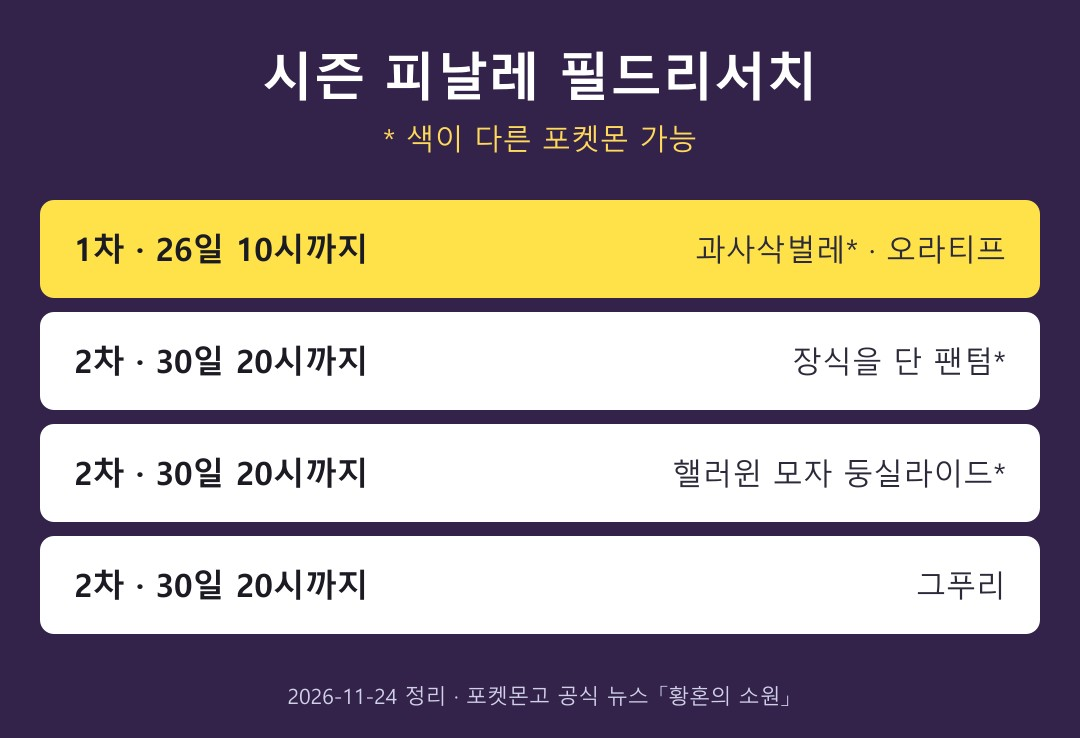 시즌 피날레 필드리서치
* 색이 다른 포켓몬 가능
1차 · 26일 10시까지 과사삭벌레* · 오라티프
2차 · 30일 20시까지 장식을 단 팬텀*
2차 · 30일 20시까지 핼러윈 모자 둥실라이드*
2차 · 30일 20시까지 그푸리
2026-11-24 정리 · 포켓몬고 공식 뉴스「황혼의 소원」